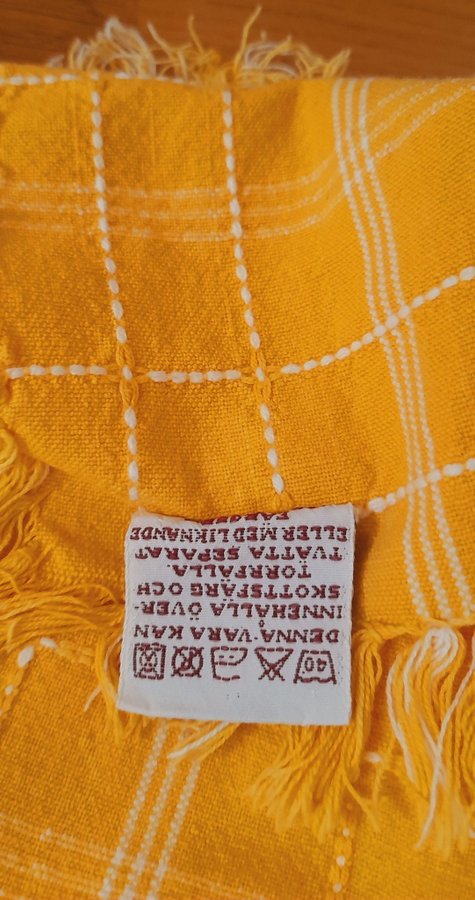 40
DENNA VARA KAN
INNEHÅLLA ÖVER-
SKOTTSFÄRG OCH
TORRFÄLLA.
TVÄTTA SEPARAT
ELLER MED LIKNANDE